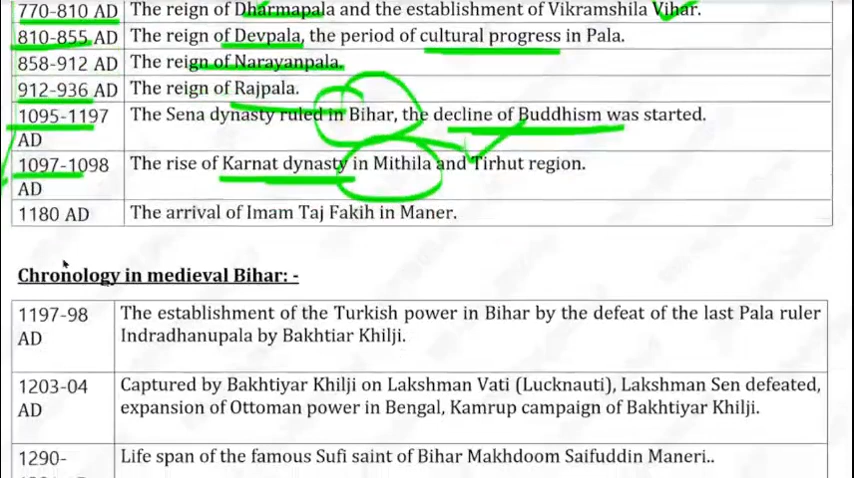 770-810 AD The reign of Dharmapala and the establishment of Vikramshila Vihar.
810-855 AD The reign of Devpala, the period of cultural progress in Pala.
858-912 AD The reign of Narayanpala.
912-936 AD The reign of Rajpala.
1095-1197 The Sena dynasty ruled in Bihar, the decline of Buddhism was started.
AD
1097-1098 The rise of Karnat dynasty in Mithila and Tirhut region.
AD
1180 AD The arrival of Imam Taj Fakih in Maner.
Chronology in medieval Bihar: -
1197-98 The establishment of the Turkish power in Bihar by the defeat of the last Pala ruler
AD Indradhanupala by Bakhtiar Khilji.
1203-04 Captured by Bakhtiyar Khilji on Lakshman Vati (Lucknauti), Lakshman Sen defeated,
AD expansion of Ottoman power in Bengal, Kamrup campaign of Bakhtiyar Khilji.
1290- Life span of the famous Sufi saint of Bihar Makhdoom Saifuddin Maneri..